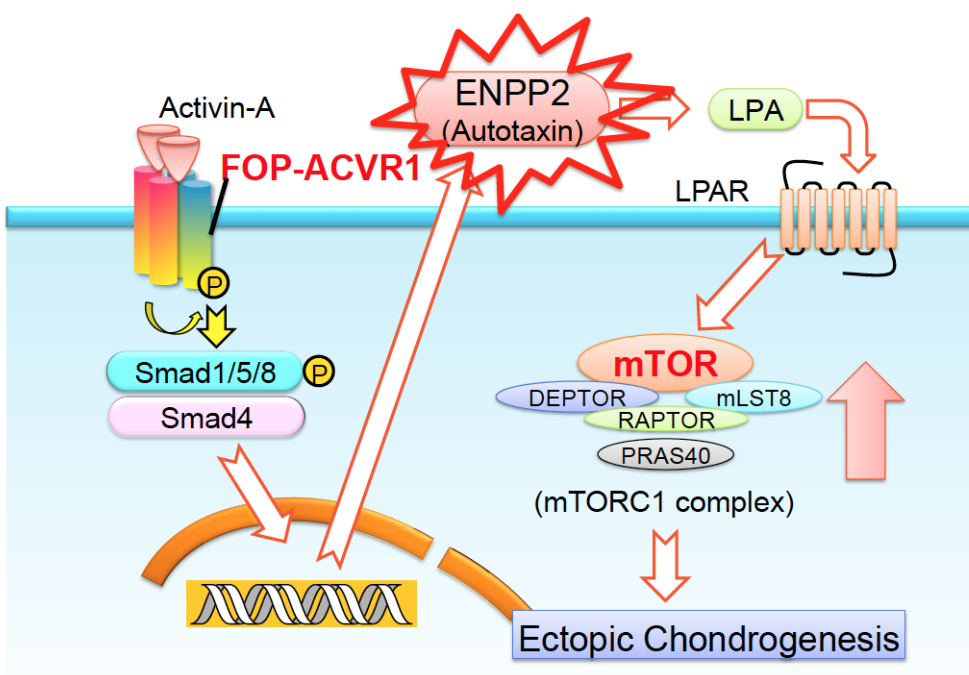 Activin-A
FOP-ACVR1
P
Smad1/5/8
P
Smad4
ENPP2
(Autotaxin)
LPA
LPAR
mTOR
DEPTOR
mLST8
RAPTOR
PRAS40
(mTORC1 complex)
Ectopic Chondrogenesis